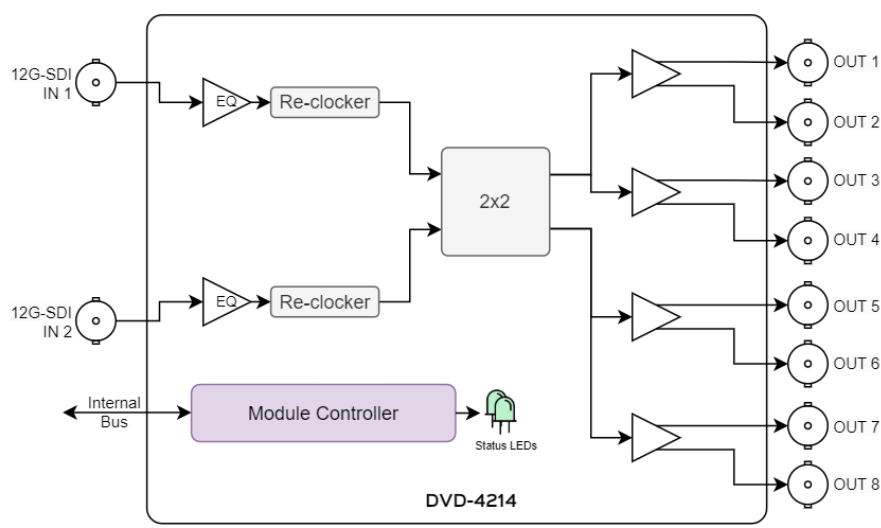 12G-SDI
IN 1
EQ
Re-clocker
OUT 1
OUT 2
OUT 3
2x2
OUT 4
12G-SDI
IN 2
EQ
Re-clocker
OUT 5
OUT 6
Internal
Bus
Module Controller
Status LEDs
OUT 7
OUT 8
DVD-4214